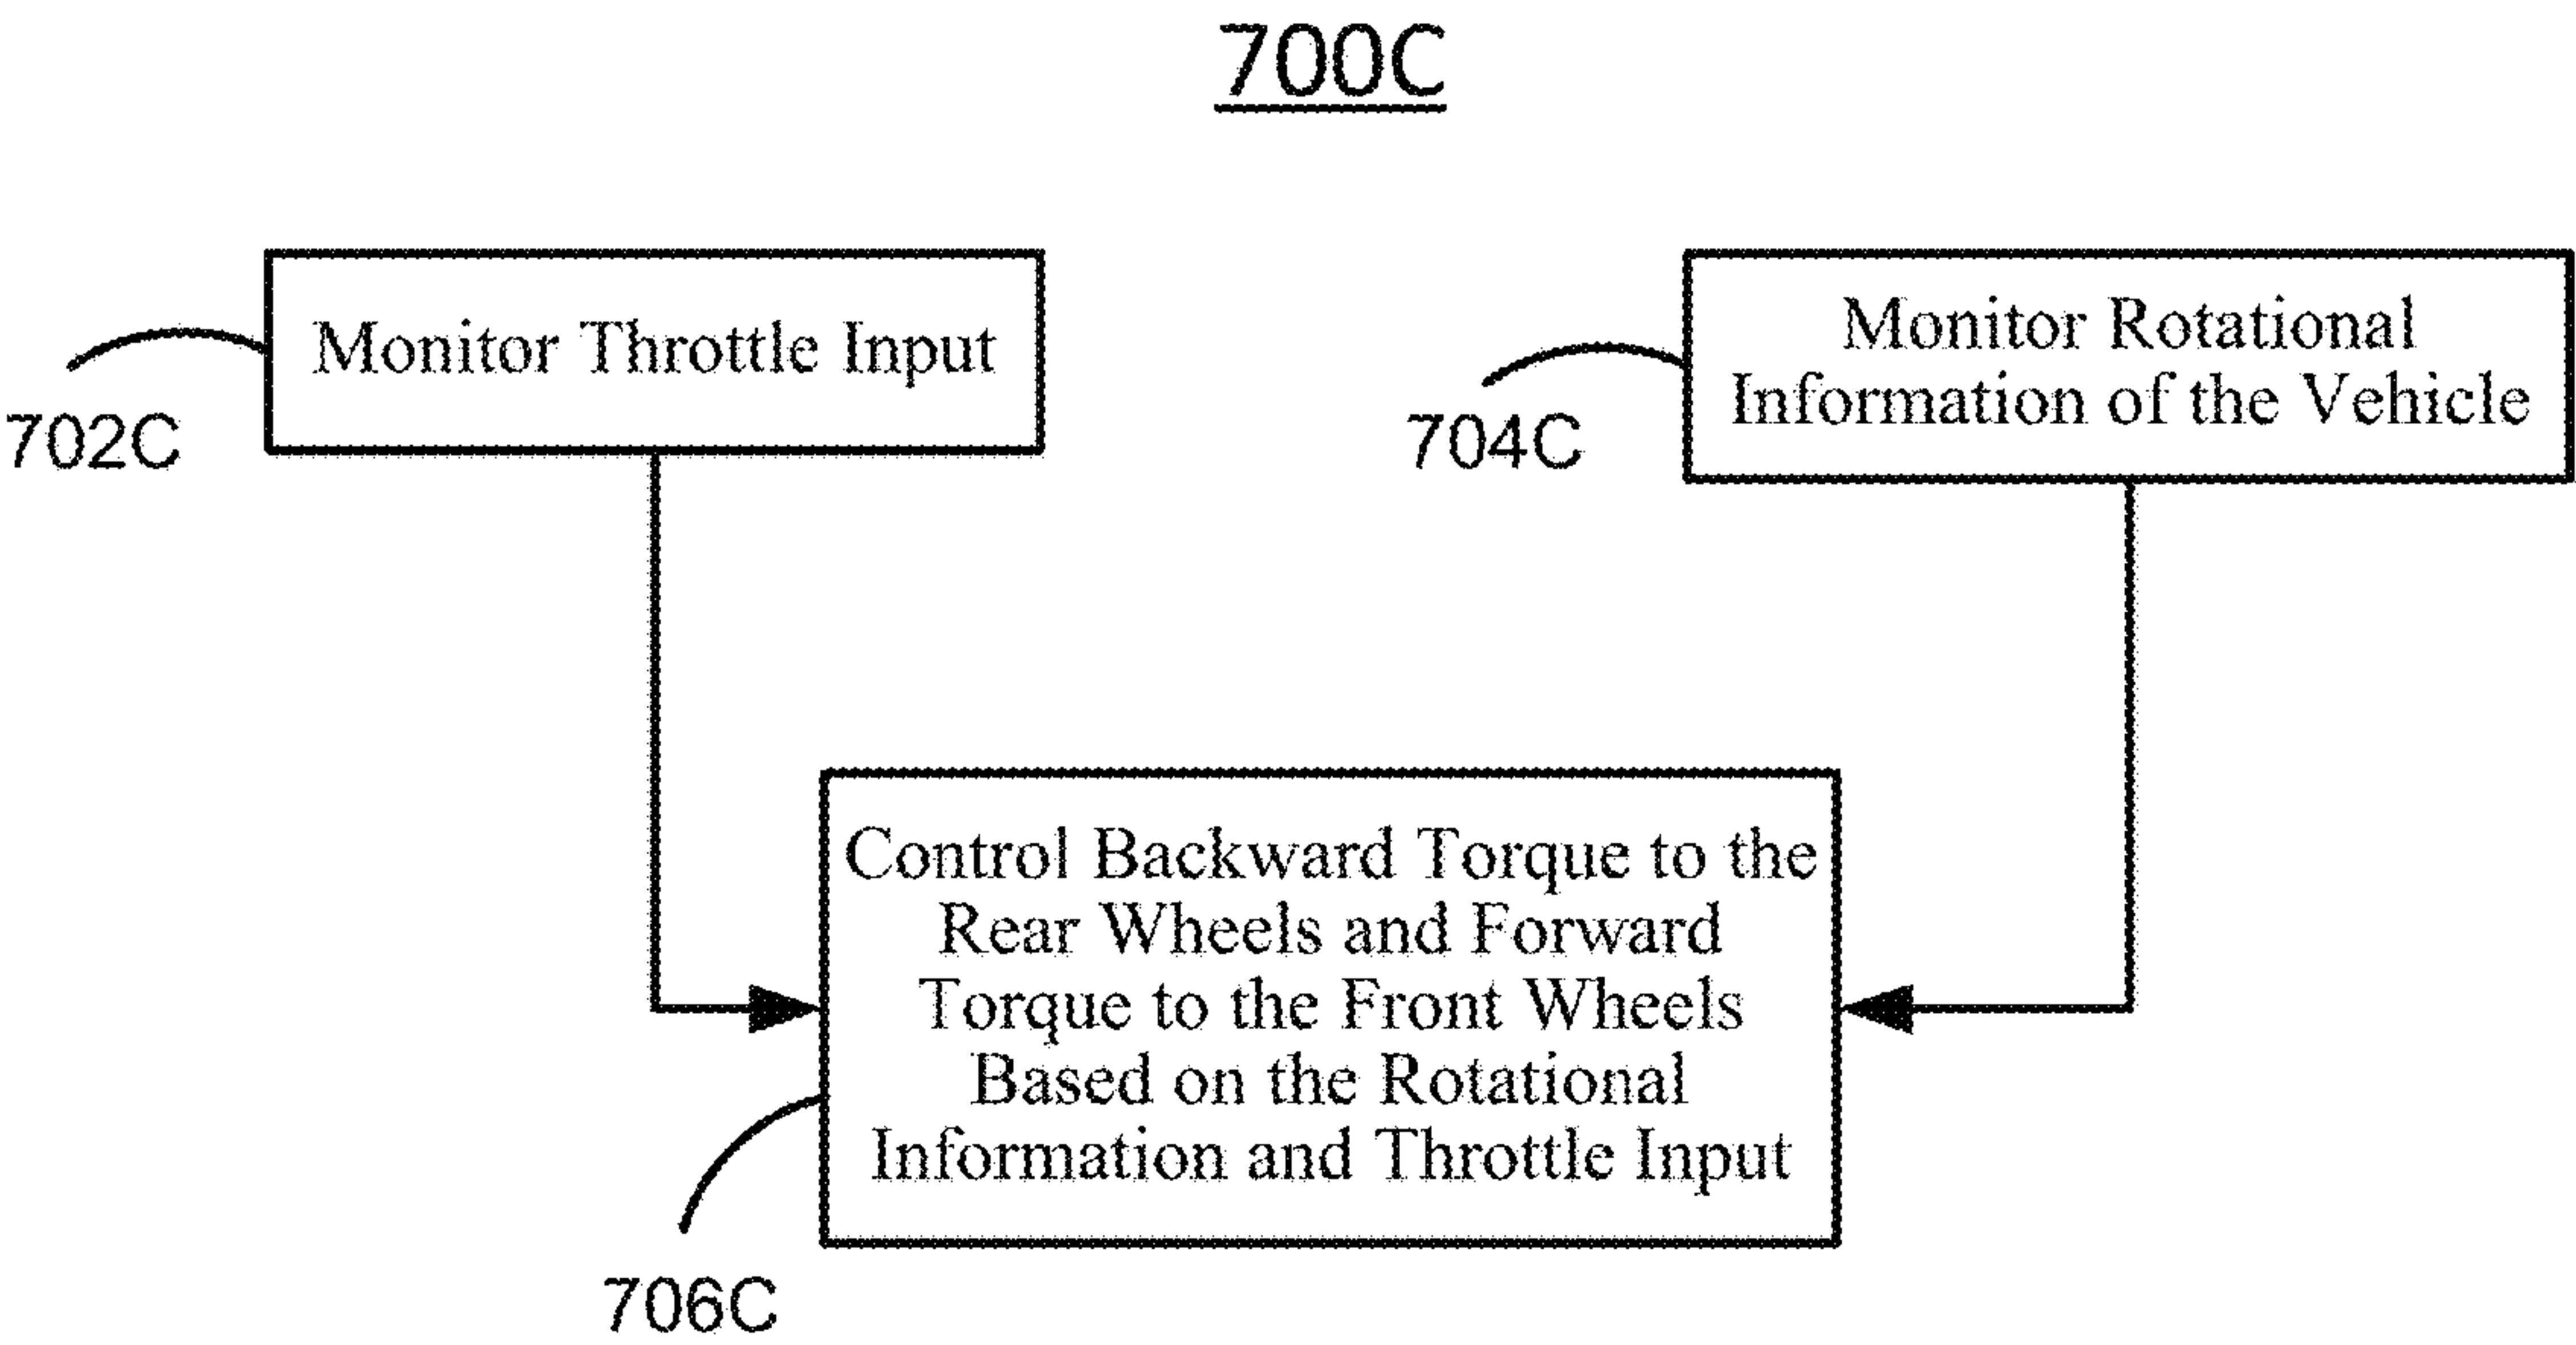 700C
Monitor Throttle Input
702C
Monitor Rotational
Information of the Vehicle
704C
Control Backward Torque to the
Rear Wheels and Forward
Torque to the Front Wheels
Based on the Rotational
Information and Throttle Input
706C